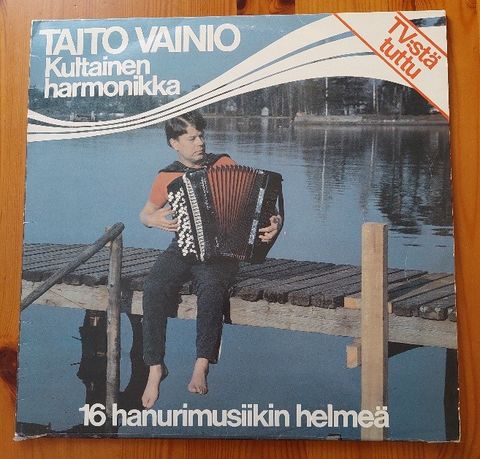 TAITO VAINIO
Kultainen
harmonikka
TV:stä
tuttu
16 hanurimusiikin helmeä